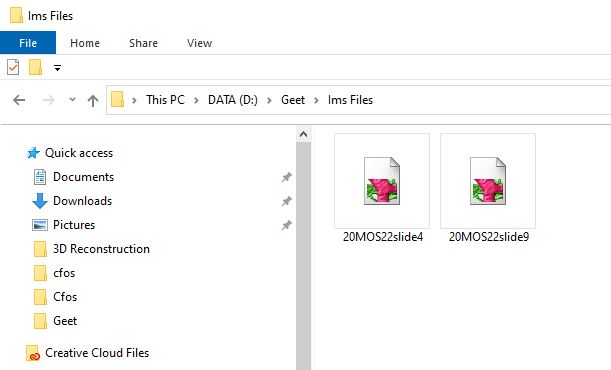 Ims Files
File Home Share View
This PC > DATA (D:) > Geet > Ims Files
Quick access
Documents
Downloads
Pictures
3D Reconstruction
cfos
Cfos
Geet
Creative Cloud Files
20MOS22slide4 20MOS22slide9